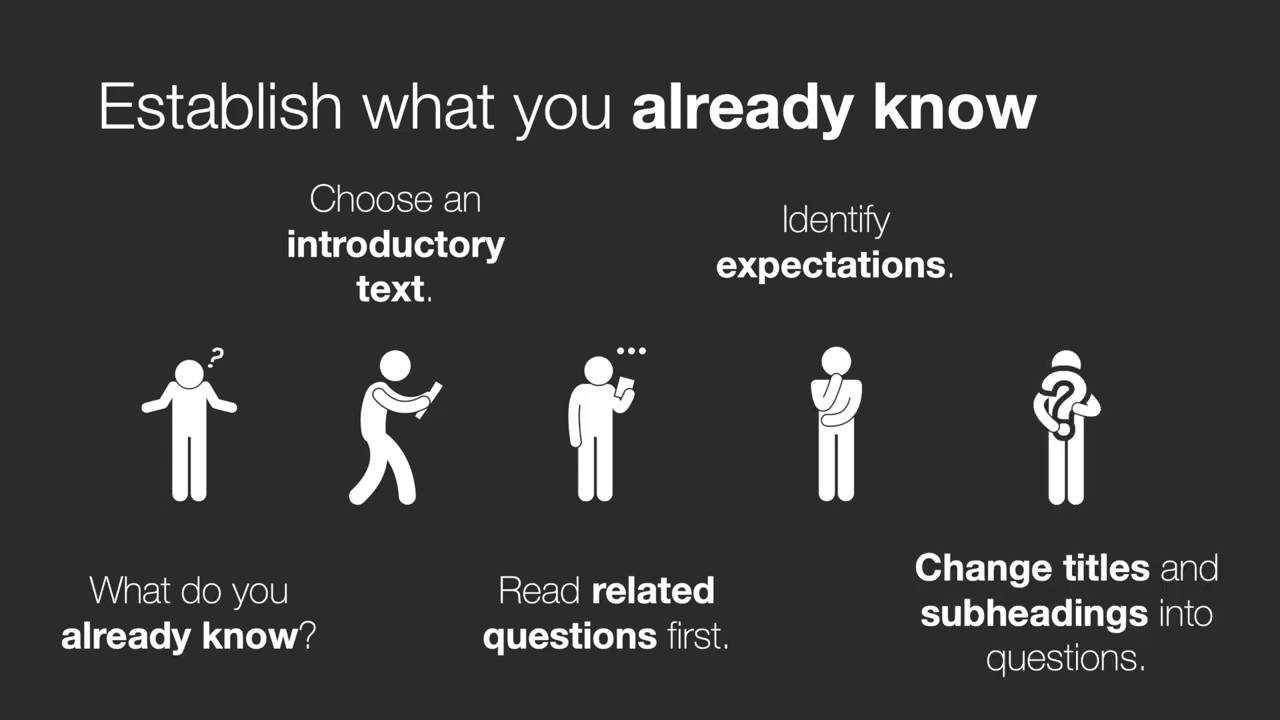 Establish what you already know
Choose an
introductory
text.
Identify
expectations.
?
?
What do you
already know?
Read related
questions first.
Change titles and
subheadings into
questions.